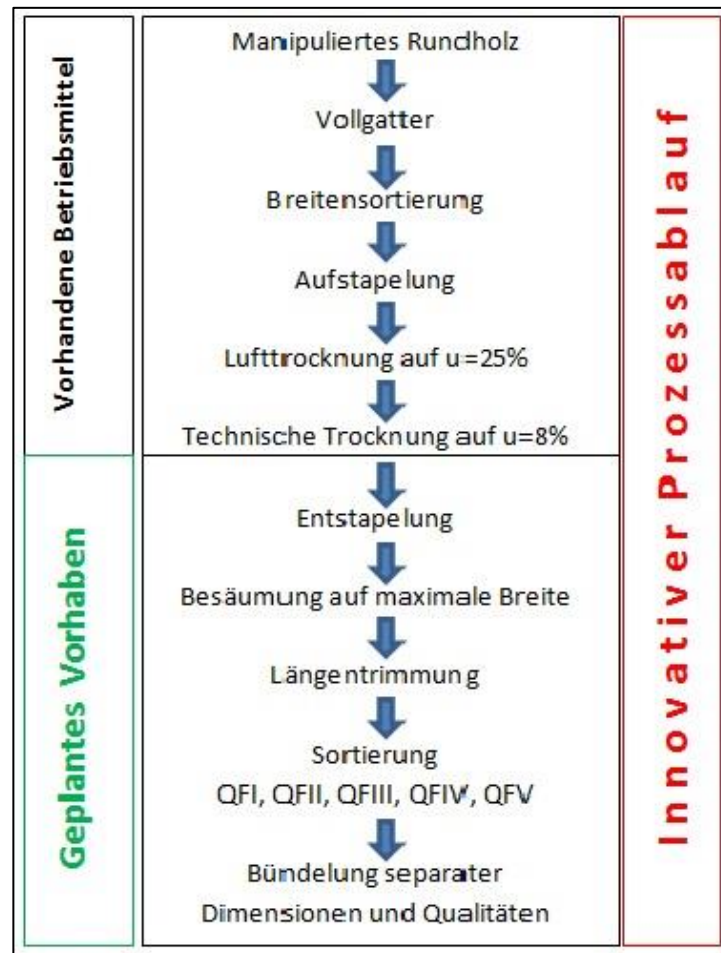 Vorhandene Betriebsmittel
Manipuliertes Rundholz
Vollgatter
Breitensortierung
Aufstapelung
Lufttrocknung auf u=25%
Technische Trocknung auf u=8%
Geplantes Vorhaben
Entstapelung
Besäumung auf maximale Breite
Längentrimmung
Sortierung
QFI, QFII, QFIII, QFIV, QFV
Bündelung separater
Dimensionen und Qualitäten
Innovativer Prozessablauf